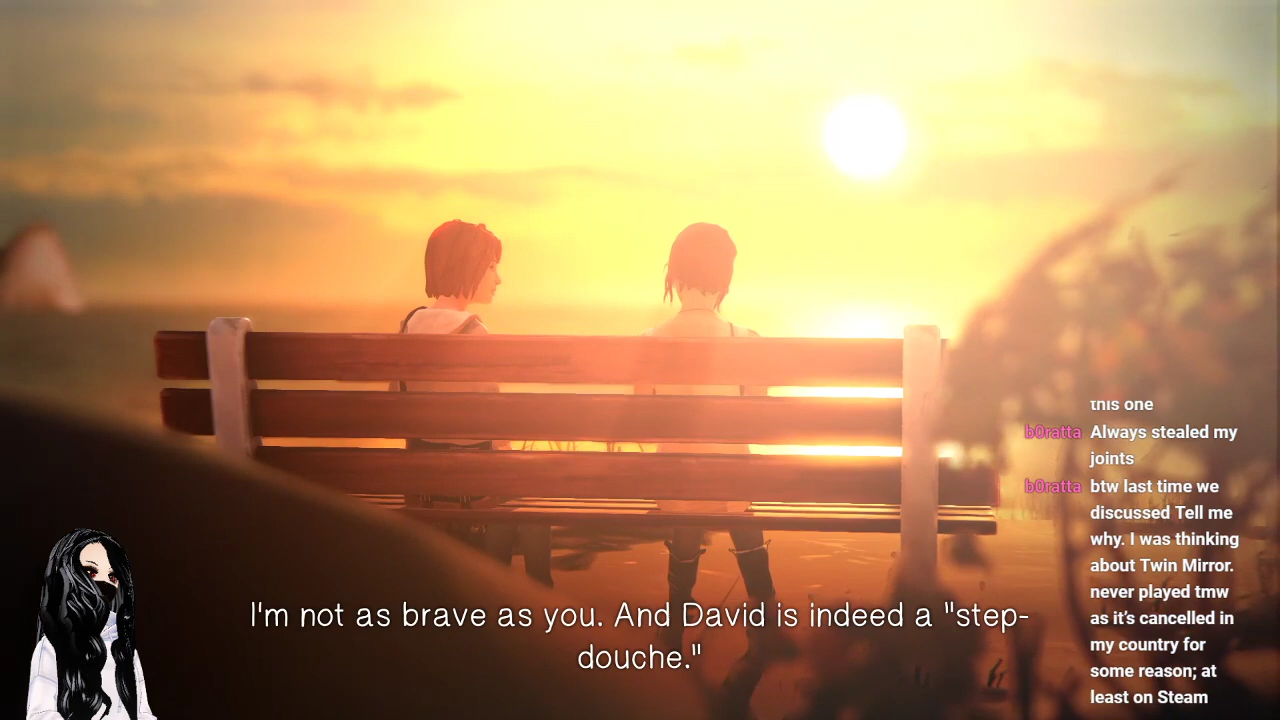 this one
b0ratta Always stealed my
joints
b0ratta btw last time we
discussed Tell me
why. I was thinking
about Twin Mirror.
never played tmw
as it's cancelled in
my country for
some reason; at
least on Steam
I'm not as brave as you. And David is indeed a "step-
douche."